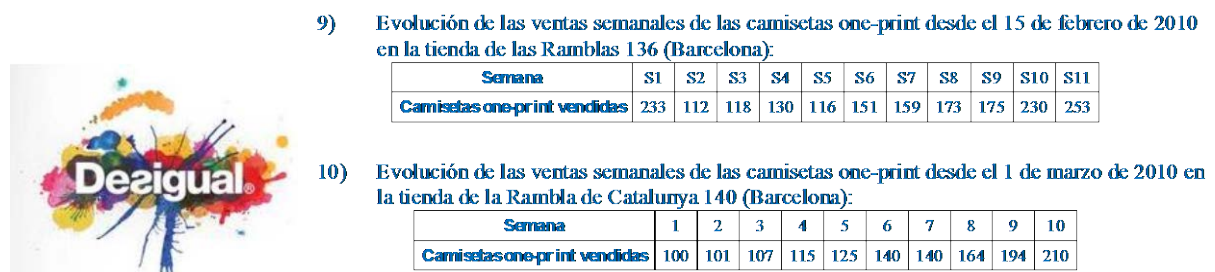 9) Evolución de las ventas semanales de las camisetas one-print desde el 15 de febrero de 2010
en la tienda de las Ramblas 136 (Barcelona):
Semana S1 S2 S3 S4 S5 S6 S7 S8 S9 S10 S11
Camisetas one-print vendidas 233 112 118 130 116 151 159 173 175 230 253
Desigual®
10) Evolución de las ventas semanales de las camisetas one-print desde el 1 de marzo de 2010 en
la tienda de la Rambla de Catalunya 140 (Barcelona):
Semana 1 2 3 4 5 6 7 8 9 10
Camisetas one-print vendidas 100 101 107 115 125 140 140 164 194 210